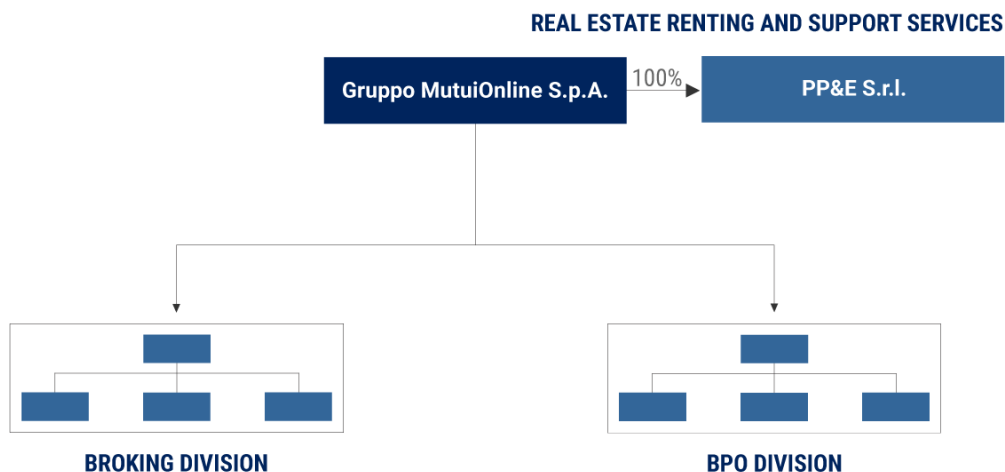 REAL ESTATE RENTING AND SUPPORT SERVICES
Gruppo MutuiOnline S.p.A.
100%
PP&E S.r.l.
BROKING DIVISION
BPO DIVISION